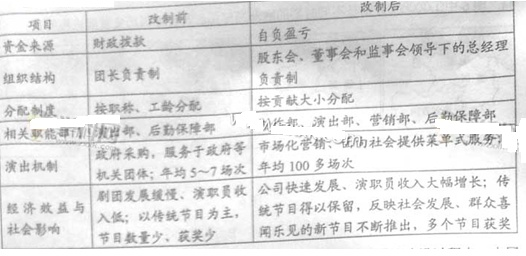 项目 改制前 改制后
资金来源 财政拨款 自负盈亏
组织结构 团长负责制 股东会、董事会和监事会领导下的总经理
负责制
分配制度 按职称、工龄分配 按贡献大小分配
相关职能部 演出部、后勤保障部 作部、演出部、营销部、后勤保障部
演出机制 政府采购，服务于政府等 市场化营销、 社会提供菜单式服务
机关团体；年均5～7场次 年均100多场次
经济效益与 剧团发展缓慢、演职员收 公司快速发展、演职员收入大幅增长；传
社会影响 入低；以传统节目为主， 统节目得以保留，反映社会发展、群众喜
节目数量少、获奖少 闻乐见的新节目不断推出，多个节目获奖